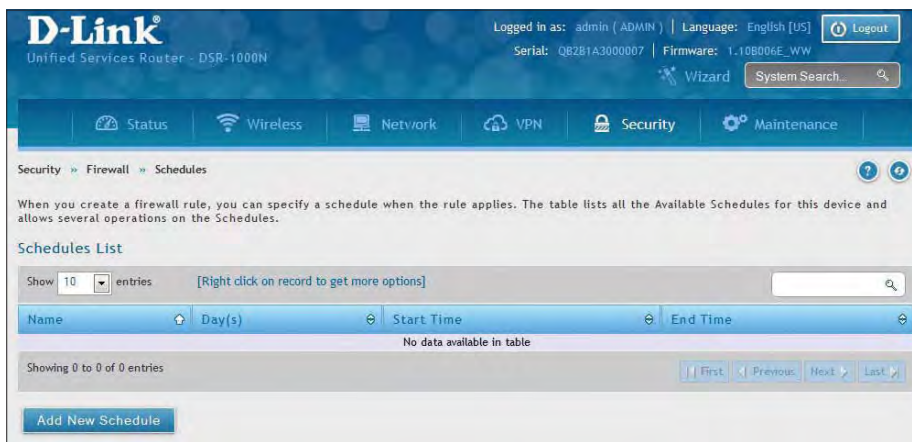 D-Link
Unified Services Router - DSR-1000N
Logged in as: admin ( ADMIN ) | Language: English [US]
Logout
Serial: QB2B1A3000007 | Firmware: 1.10B006E_WW
Wizard
System Search...
Status
Wireless
Network
VPN
Security
Maintenance
Security » Firewall » Schedules
When you create a firewall rule, you can specify a schedule when the rule applies. The table lists all the Available Schedules for this device and
allows several operations on the Schedules.
Schedules List
Show 10 entries
[Right click on record to get more options]
Name
Day(s)
Start Time
End Time
No data available in table
Showing 0 to 0 of 0 entries
First
Previous
Next
Last
Add New Schedule